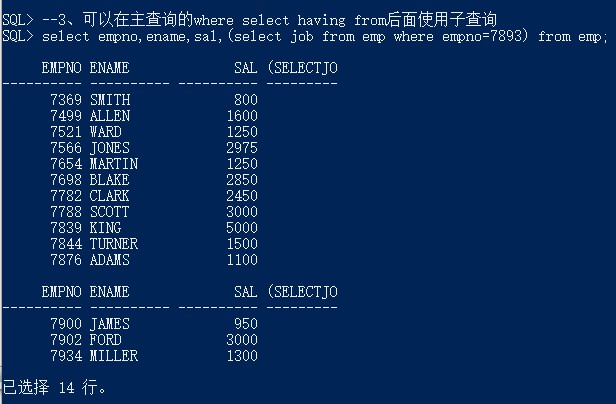 SQL> --3、可以在主查询的where select having from后面使用子查询
SQL> select empno,ename,sal,(select job from emp where empno=7893) from emp;
EMPNO ENAME SAL (SELECTJO
---------- ---------- ---------- ---------
7369 SMITH 800
7499 ALLEN 1600
7521 WARD 1250
7566 JONES 2975
7654 MARTIN 1250
7698 BLAKE 2850
7782 CLARK 2450
7788 SCOTT 3000
7839 KING 5000
7844 TURNER 1500
7876 ADAMS 1100
EMPNO ENAME SAL (SELECTJO
---------- ---------- ---------- ---------
7900 JAMES 950
7902 FORD 3000
7934 MILLER 1300
已选择 14 行。